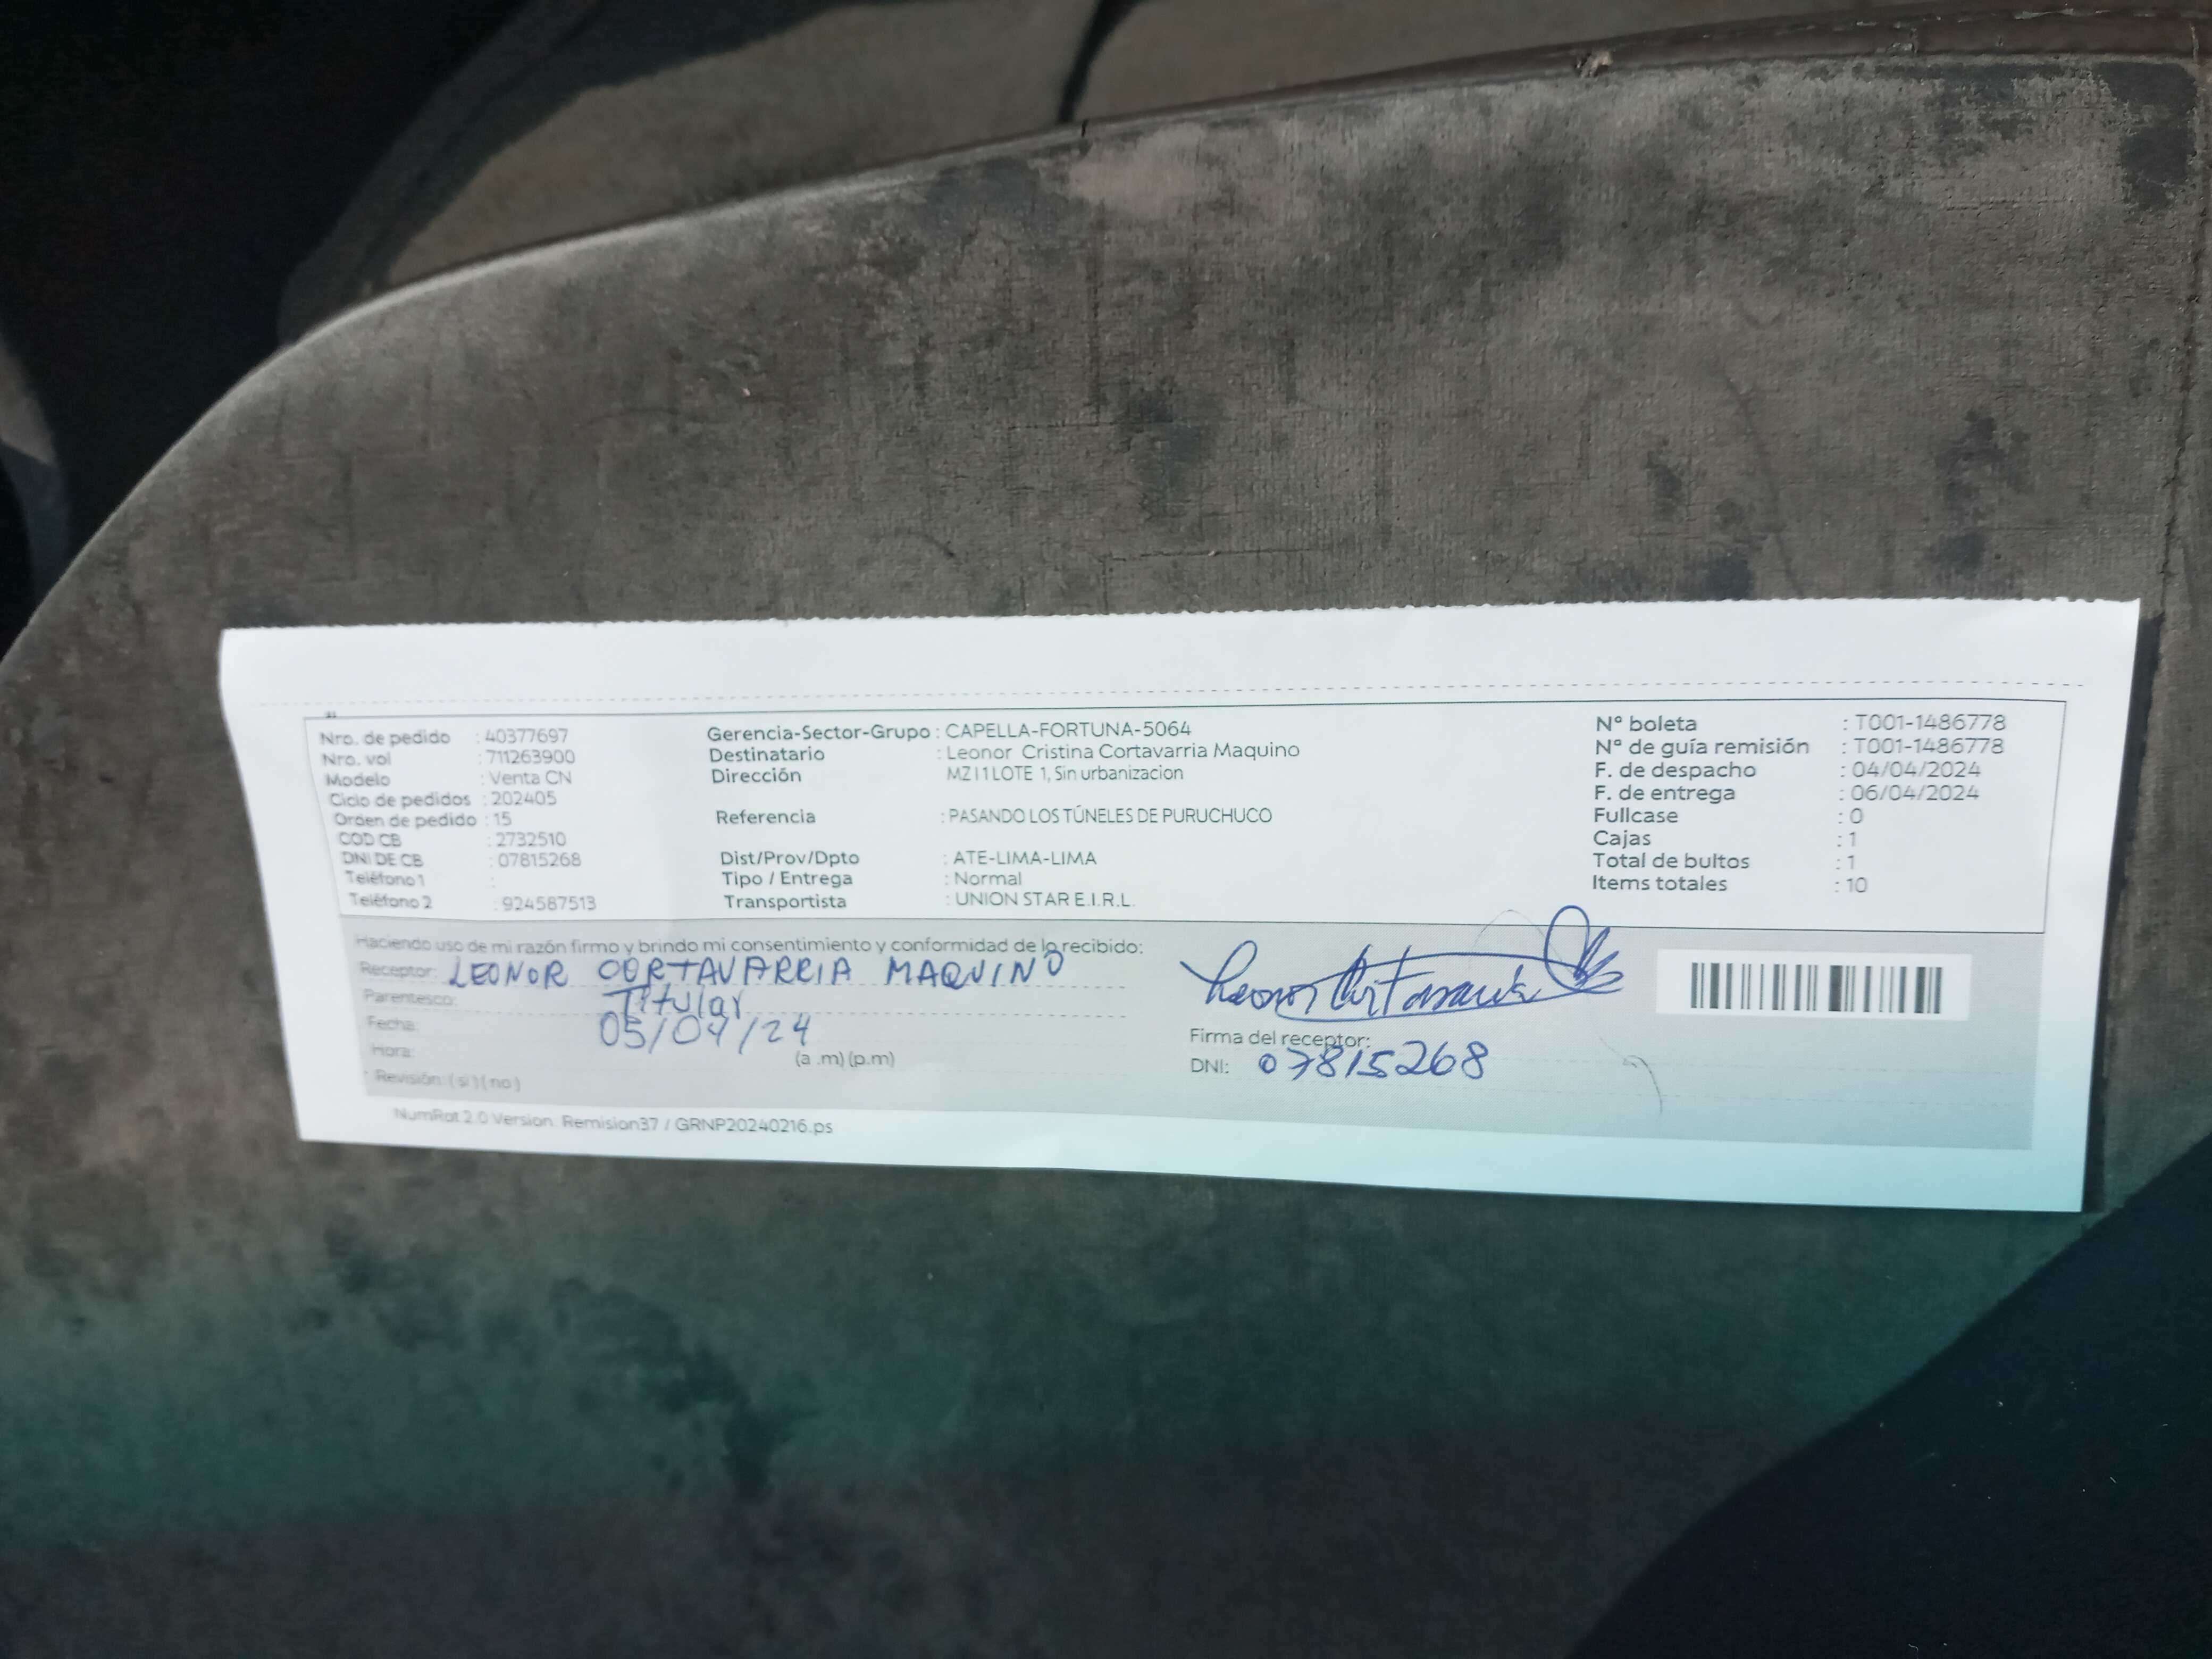 Nro. de pedido : 40377697
Nro. vol : 711263900
Modelo : Venta CN
Ciclo de pedidos : 202405
Orden de pedido : 15
COD CB : 2732510
DNI DE CB : 07815268
Teléfono 1 :
Teléfono 2 : 924587513
Gerencia-Sector-Grupo : CAPELLA-FORTUNA-5064
Destinatario : Leonor Cristina Cortavarria Maquino
Dirección MZ I1 LOTE 1, Sin urbanizacion
Referencia : PASANDO LOS TÚNELES DE PURUCHUCO
Dist/Prov/Dpto : ATE-LIMA-LIMA
Tipo / Entrega : Normal
Transportista : UNION STAR E.I.R.L.
N° boleta : T001-1486778
N° de guía remisión : T001-1486778
F. de despacho : 04/04/2024
F. de entrega : 06/04/2024
Fullcase : 0
Cajas : 1
Total de bultos : 1
Items totales : 10
Haciendo uso de mi razón firmo y brindo mi consentimiento y conformidad de lo recibido:
Receptor: LEONOR CORTAVARRIA MAQUINO
Parentesco: Titular
Fecha: 05/04/24
Hora: (a .m) (p.m)
* Revisión: ( si ) ( no )
Leonor Cortavarria
Firma del receptor:
DNI: 07815268
NumRot 2.0 Version: Remision37 / GRNP20240216.ps